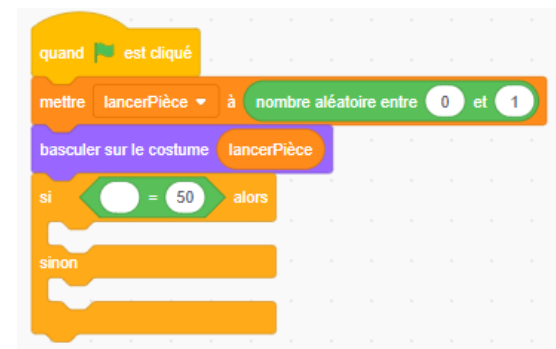 quand est cliqué
mettre lancerPièce à nombre aléatoire entre 0 et 1
basculer sur le costume lancerPièce
si = 50 alors
sinon